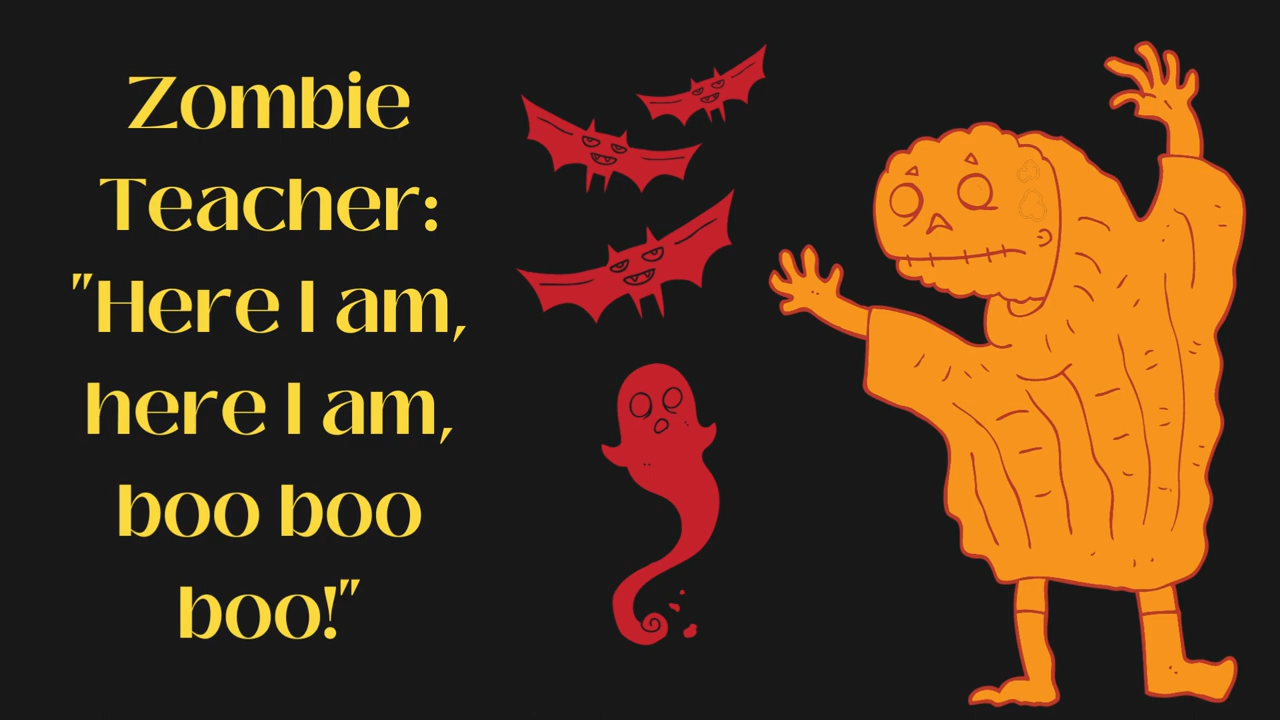 Zombie
Teacher:
"Here I am,
here I am,
boo boo
boo!"